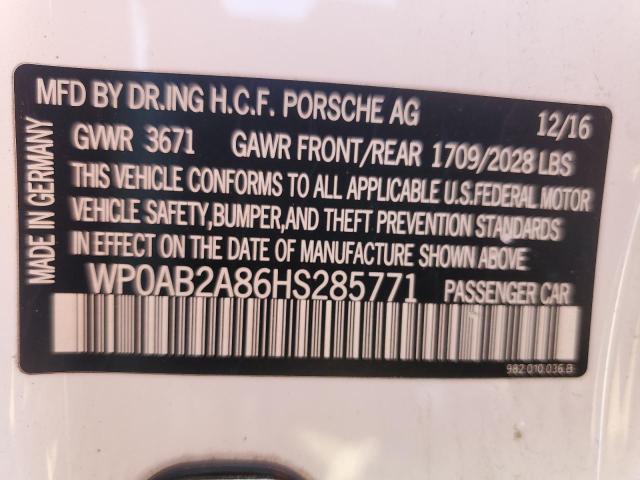 MFD BY DR.ING H.C.F. PORSCHE AG 12/16
GVWR 3671 GAWR FRONT/REAR 1709/2028 LBS
THIS VEHICLE CONFORMS TO ALL APPLICABLE U.S.FEDERAL MOTOR
VEHICLE SAFETY,BUMPER,AND THEFT PREVENTION STANDARDS
IN EFFECT ON THE DATE OF MANUFACTURE SHOWN ABOVE
WP0AB2A86HS285771 PASSENGER CAR
982.010.036.B
MADE IN GERMANY